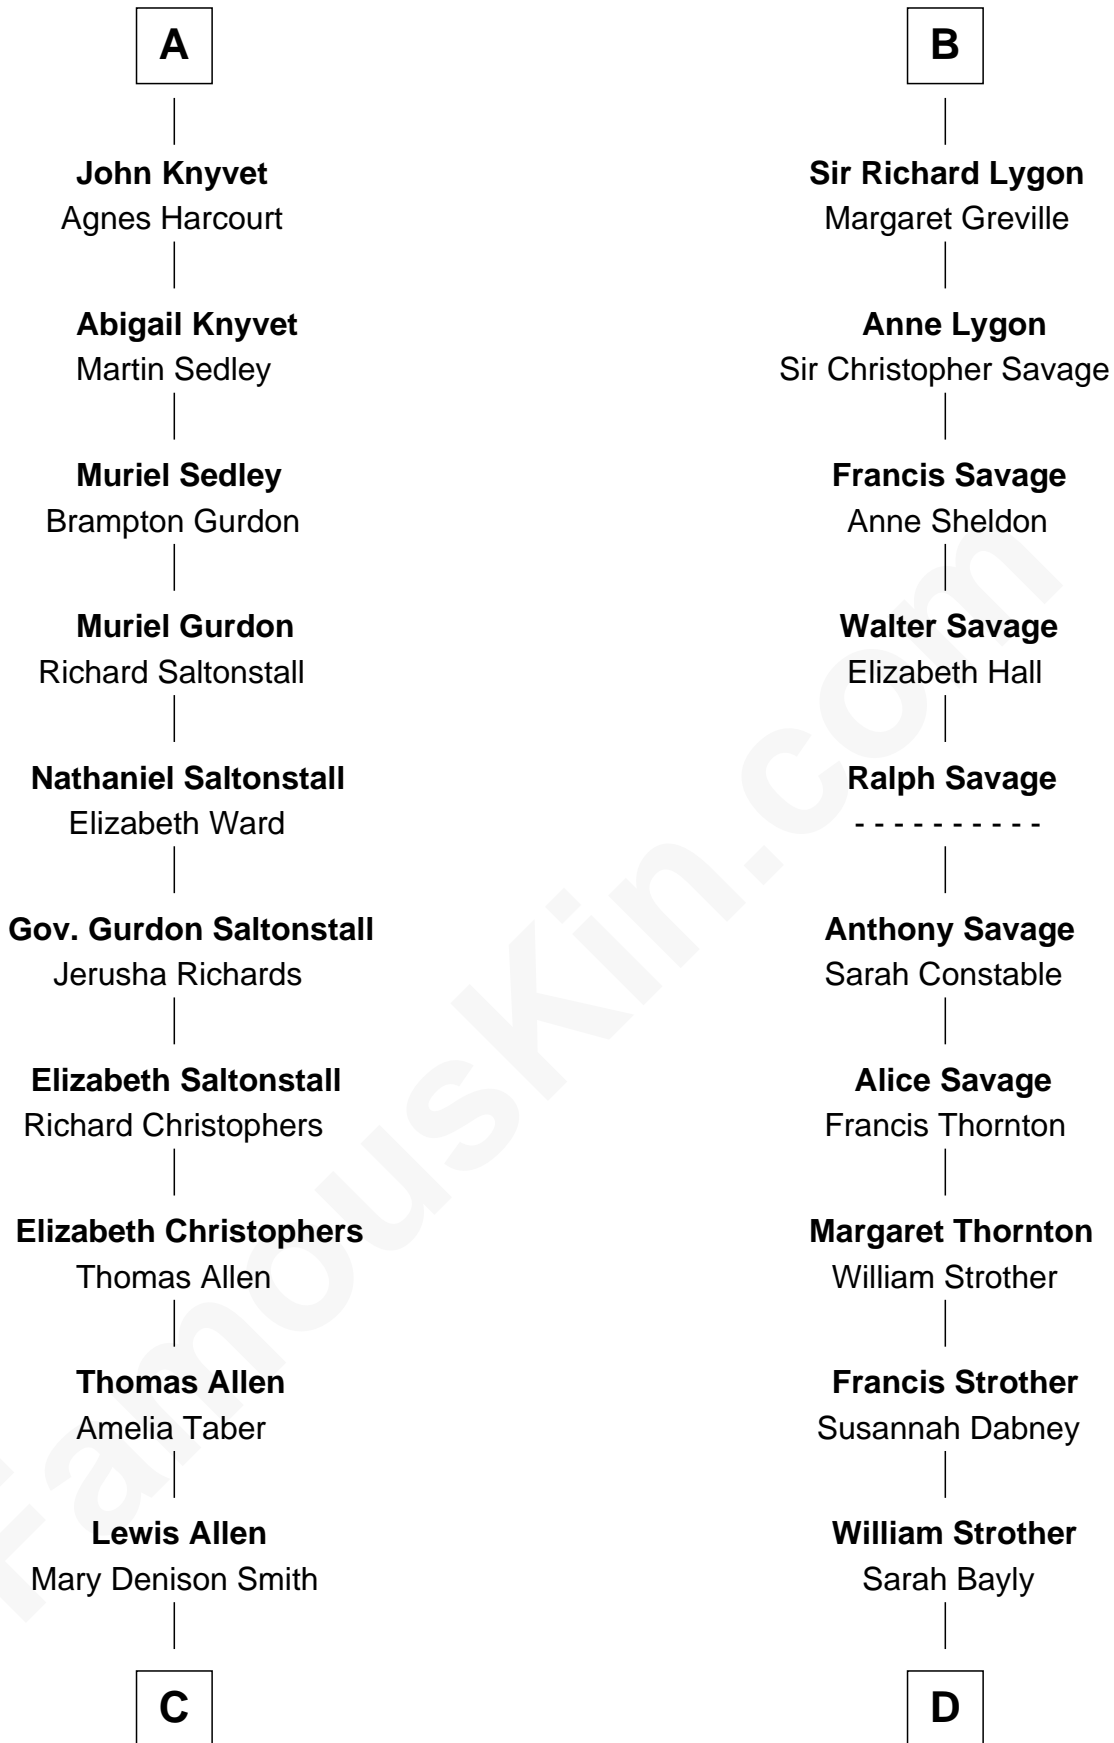 A
John Knyvet
Agnes Harcourt
Abigail Knyvet
Martin Sedley
Muriel Sedley
Brampton Gurdon
Muriel Gurdon
Richard Saltonstall
Nathaniel Saltonstall
Elizabeth Ward
Gov. Gurdon Saltonstall
Jerusha Richards
Elizabeth Saltonstall
Richard Christophers
Elizabeth Christophers
Thomas Allen
Thomas Allen
Amelia Taber
Lewis Allen
Mary Denison Smith
C
B
Sir Richard Lygon
Margaret Greville
Anne Lygon
Sir Christopher Savage
Francis Savage
Anne Sheldon
Walter Savage
Elizabeth Hall
Ralph Savage
- - - - - - - - - -
Anthony Savage
Sarah Constable
Alice Savage
Francis Thornton
Margaret Thornton
William Strother
Francis Strother
Susannah Dabney
William Strother
Sarah Bayly
D
FamousKin.com